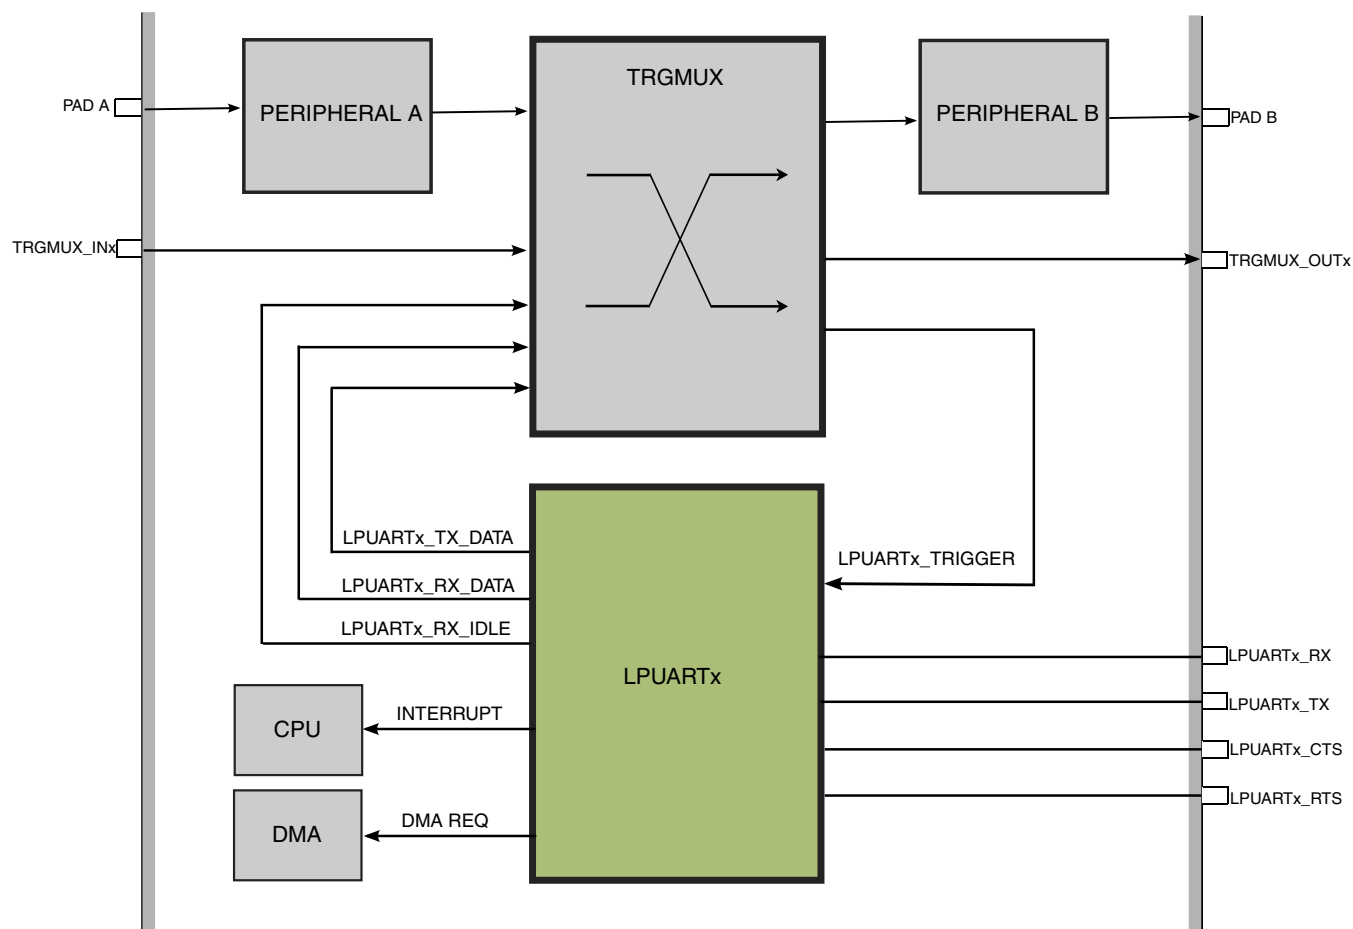 TRGMUX
PAD A
PERIPHERAL A
PERIPHERAL B
PAD B
TRGMUX_INx
TRGMUX_OUTx
LPUARTx_TX_DATA
LPUARTx_TRIGGER
LPUARTx_RX_DATA
LPUARTx_RX_IDLE
LPUARTx
LPUARTx_RX
LPUARTx_TX
CPU
INTERRUPT
LPUARTx_CTS
LPUARTx_RTS
DMA
DMA REQ